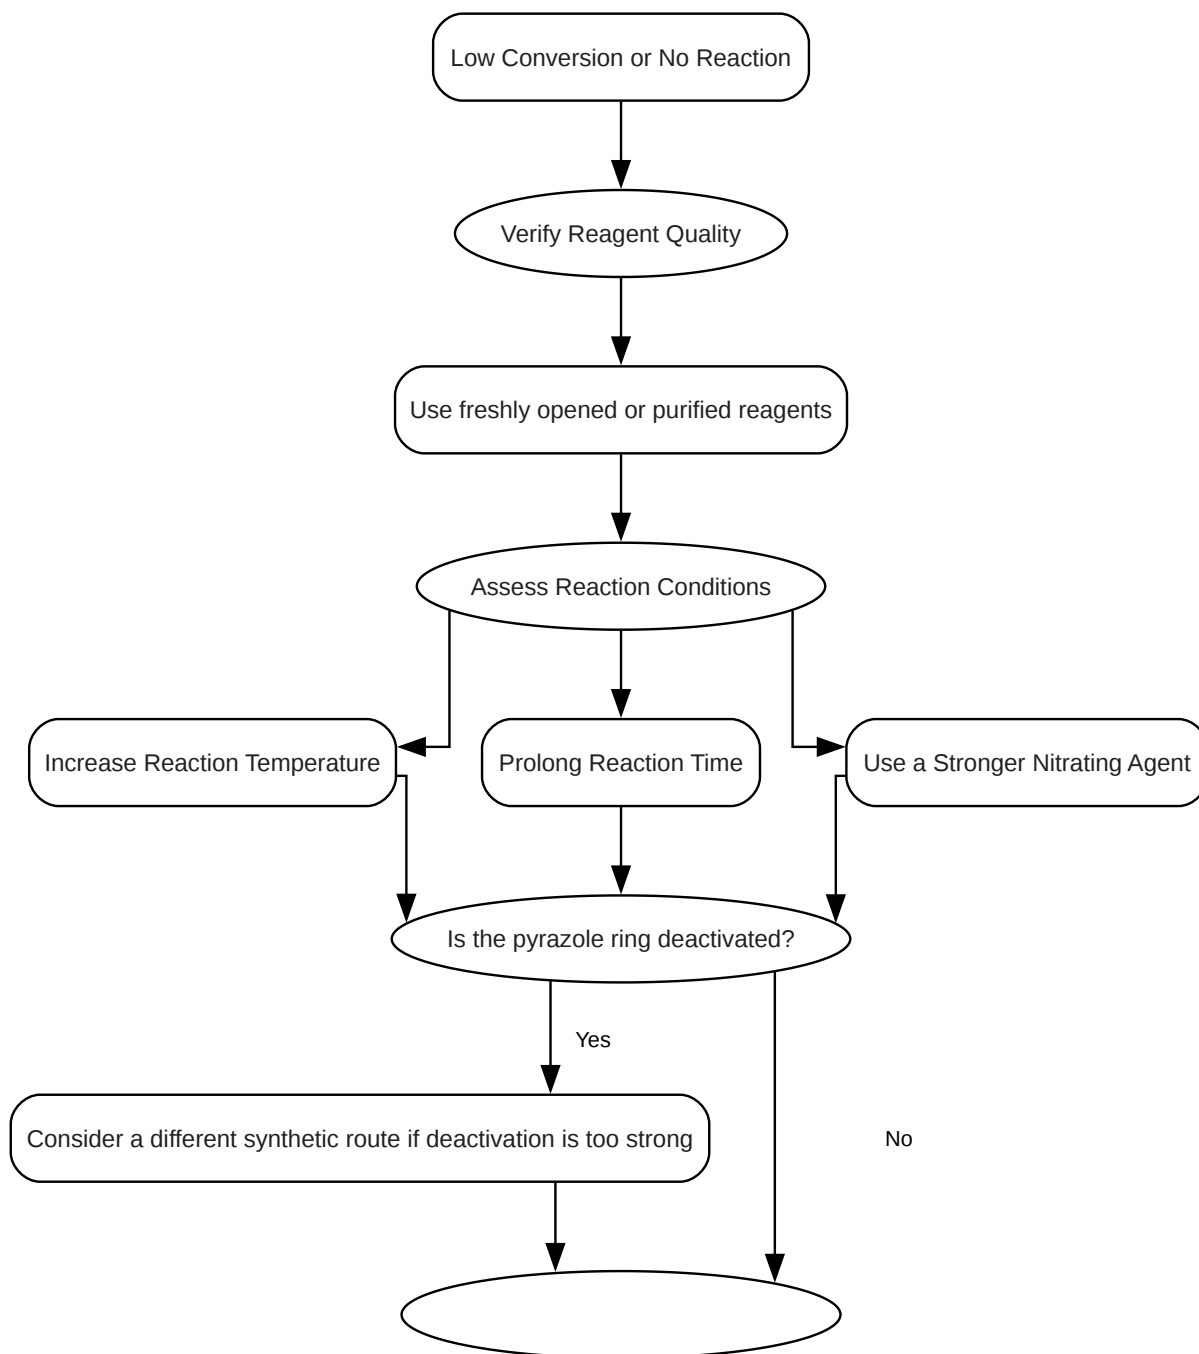 Low Conversion or No Reaction
Verify Reagent Quality
Use freshly opened or purified reagents
Assess Reaction Conditions
Increase Reaction Temperature
Prolong Reaction Time
Use a Stronger Nitrating Agent
Is the pyrazole ring deactivated?
Yes
Consider a different synthetic route if deactivation is too strong
No